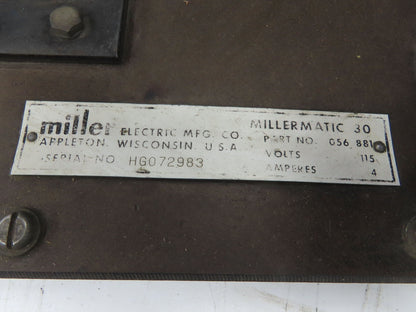 miller ELECTRIC MFG. CO.
APPLETON, WISCONSIN, U.S.A.
SERIAL NO HG072983
MILLERMATIC 30
PART NO. 056 881
VOLTS 115
AMPERES 4